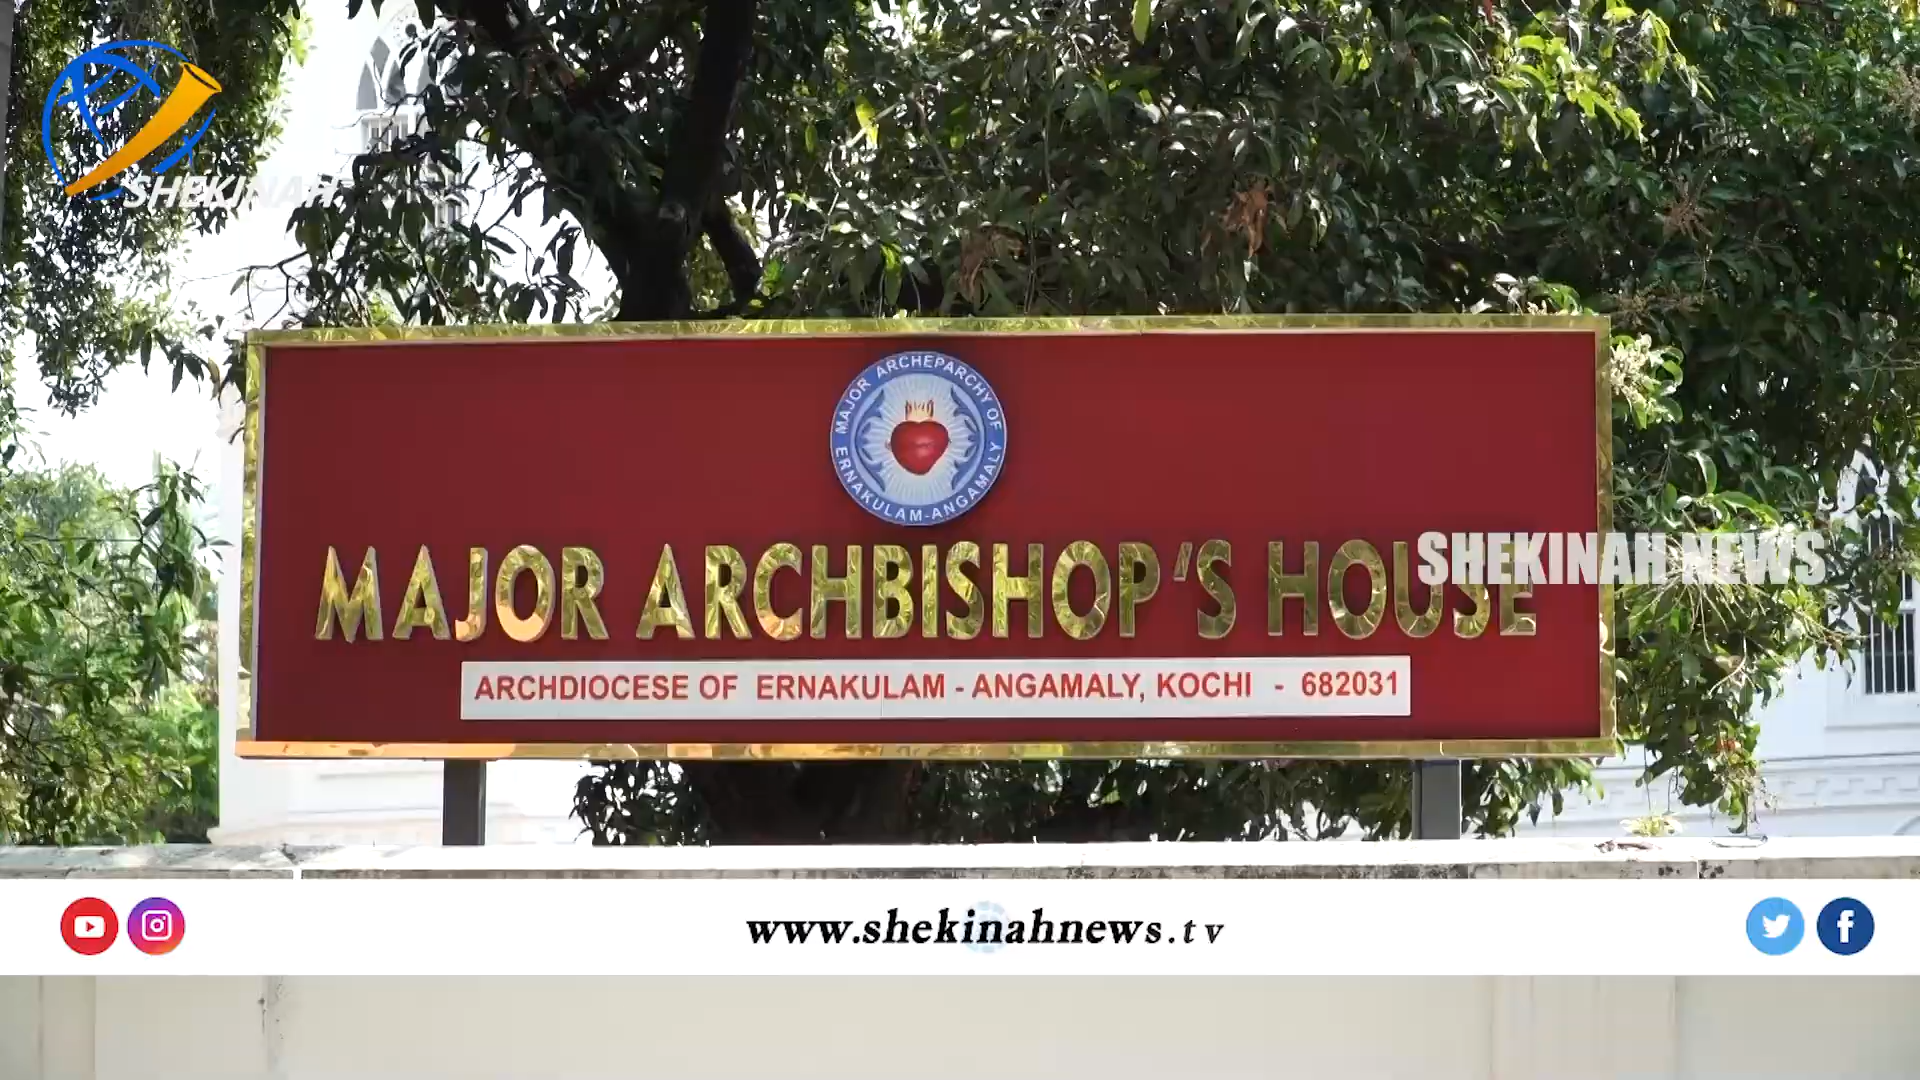 SHEKINAH
MAJOR ARCHEPARCHY OF
ERNAKULAM-ANGAMALY
MAJOR ARCHBISHOP'S HOUSE
SHEKINAH NEWS
ARCHDIOCESE OF ERNAKULAM - ANGAMALY, KOCHI - 682031
www.shekinahnews.tv